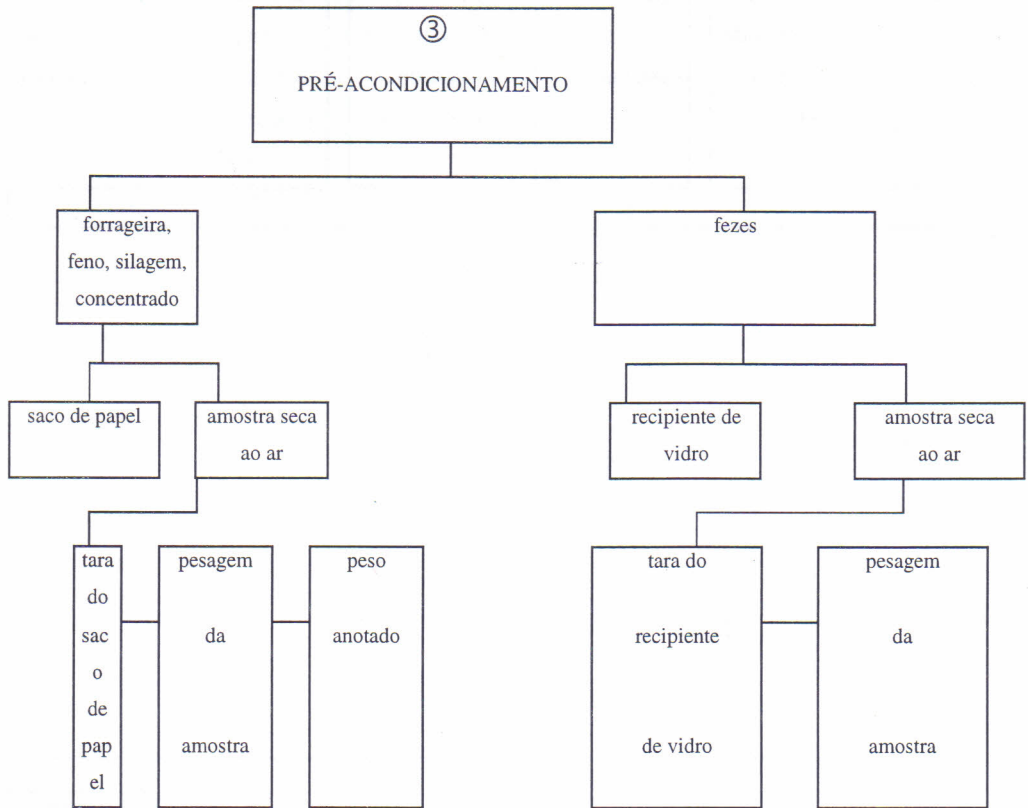 ③
PRÉ-ACONDICIONAMENTO
forrageira,
feno, silagem,
concentrado
fezes
saco de papel
amostra seca
ao ar
recipiente de
vidro
amostra seca
ao ar
tara
do
sac
o
de
pap
el
pesagem
da
amostra
peso
anotado
tara do
recipiente
de vidro
pesagem
da
amostra